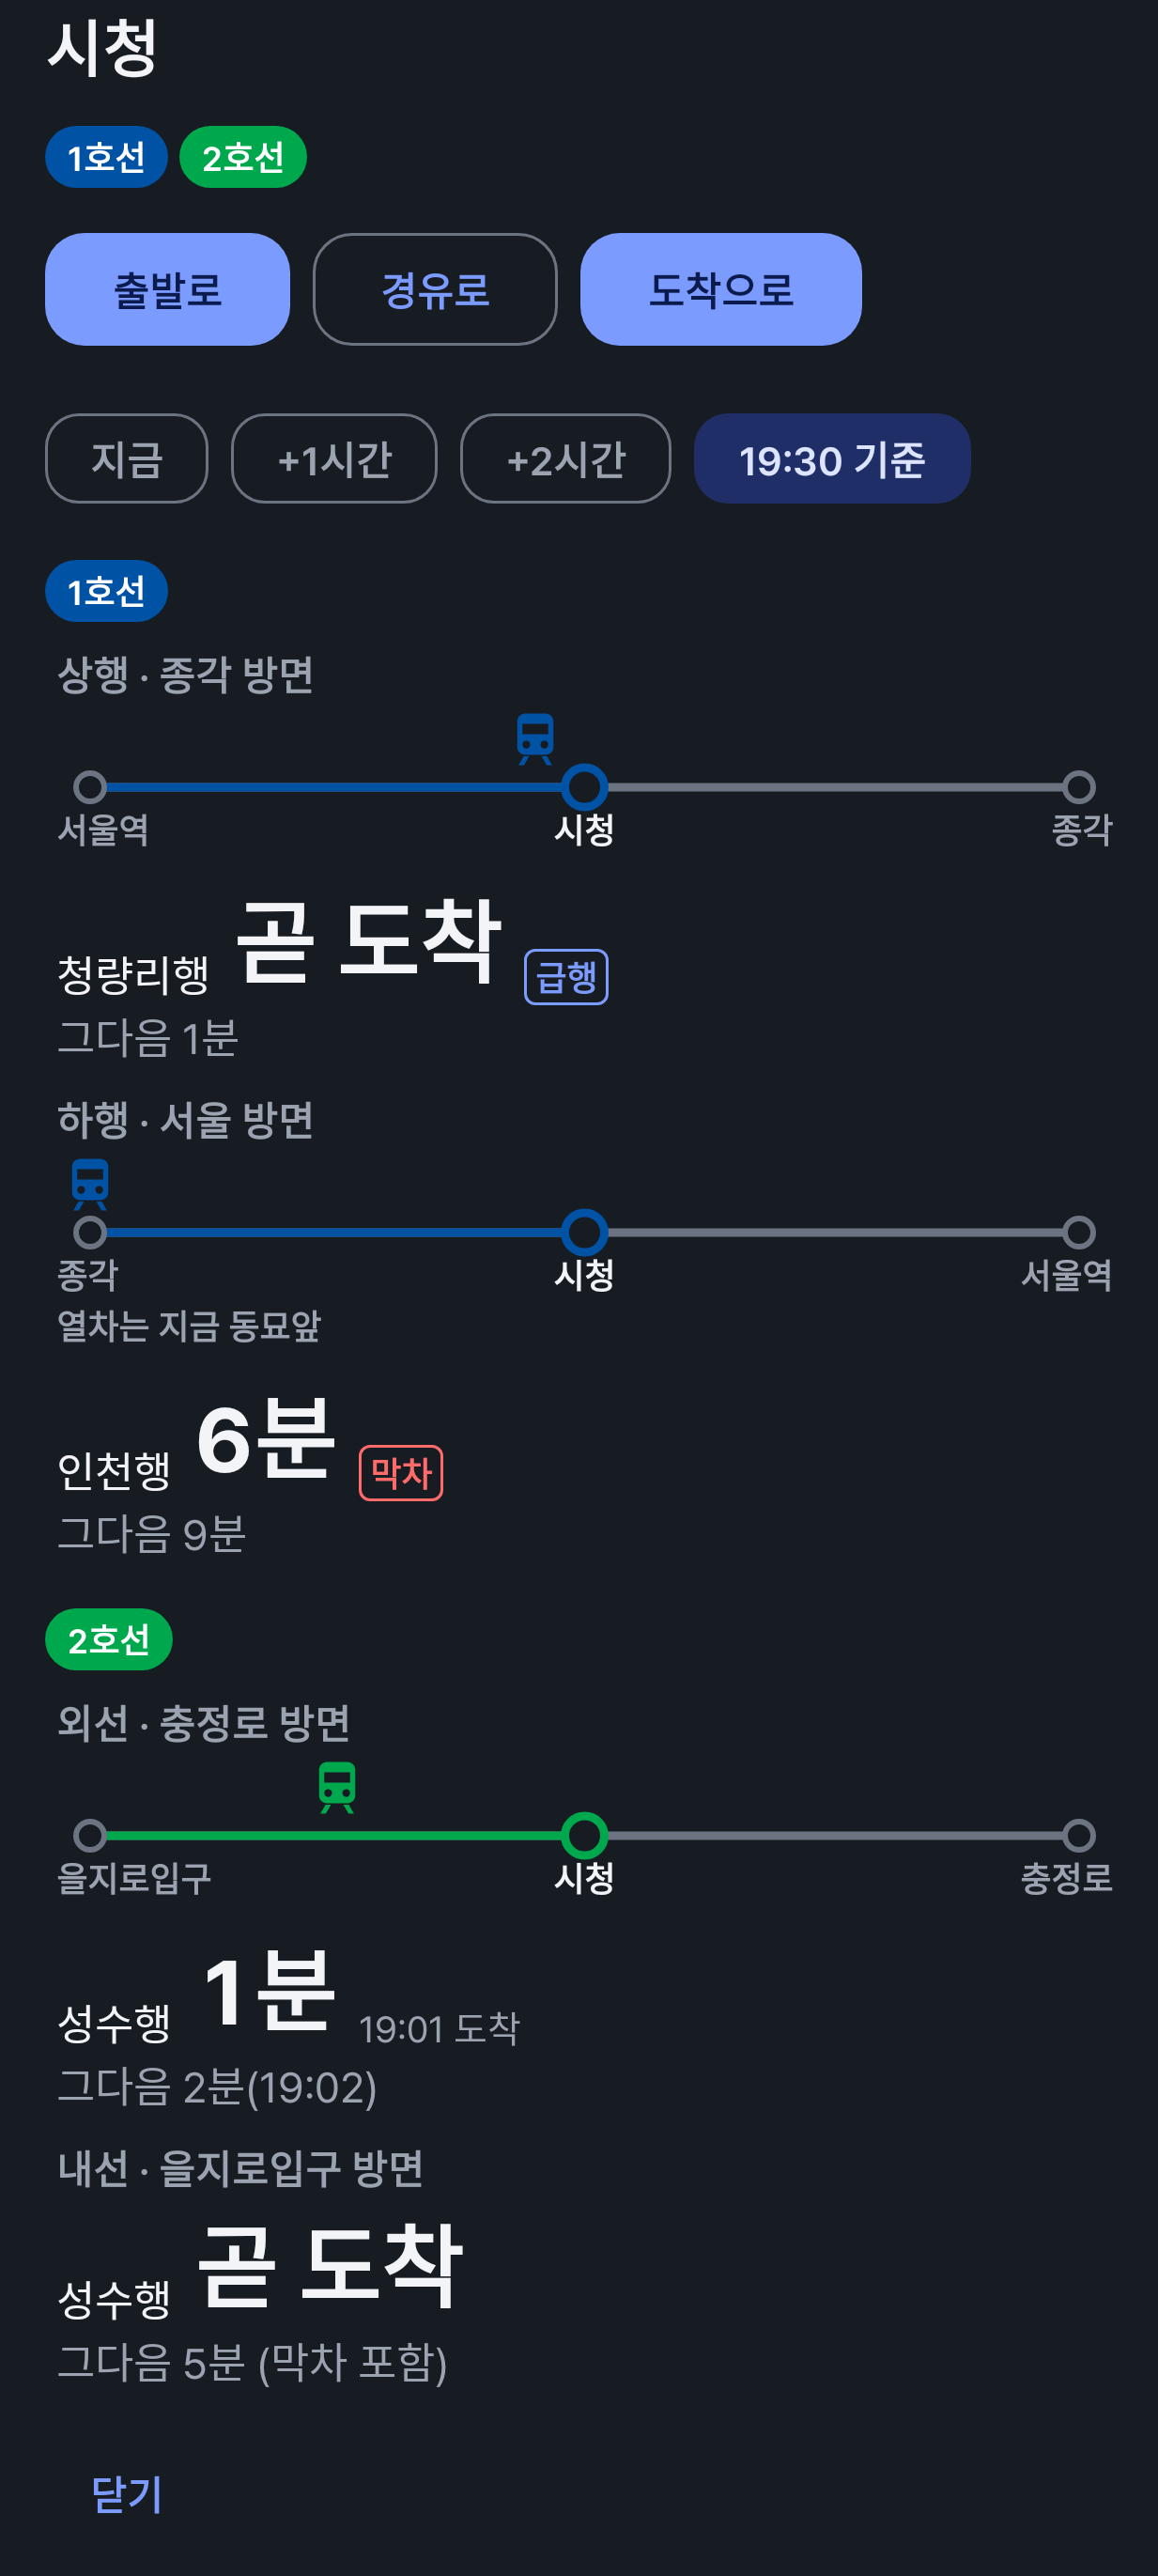 시청
1호선 2호선
출발로 경유로 도착으로
지금 +1시간 +2시간 19:30 기준
1호선
상행 · 종각 방면
서울역 시청 종각
청량리행 곧 도착 급행
그다음 1분
하행 · 서울 방면
종각 시청 서울역
열차는 지금 동묘앞
인천행 6분 막차
그다음 9분
2호선
외선 · 충정로 방면
을지로입구 시청 충정로
성수행 1분 19:01 도착
그다음 2분(19:02)
내선 · 을지로입구 방면
성수행 곧 도착
그다음 5분 (막차 포함)
닫기